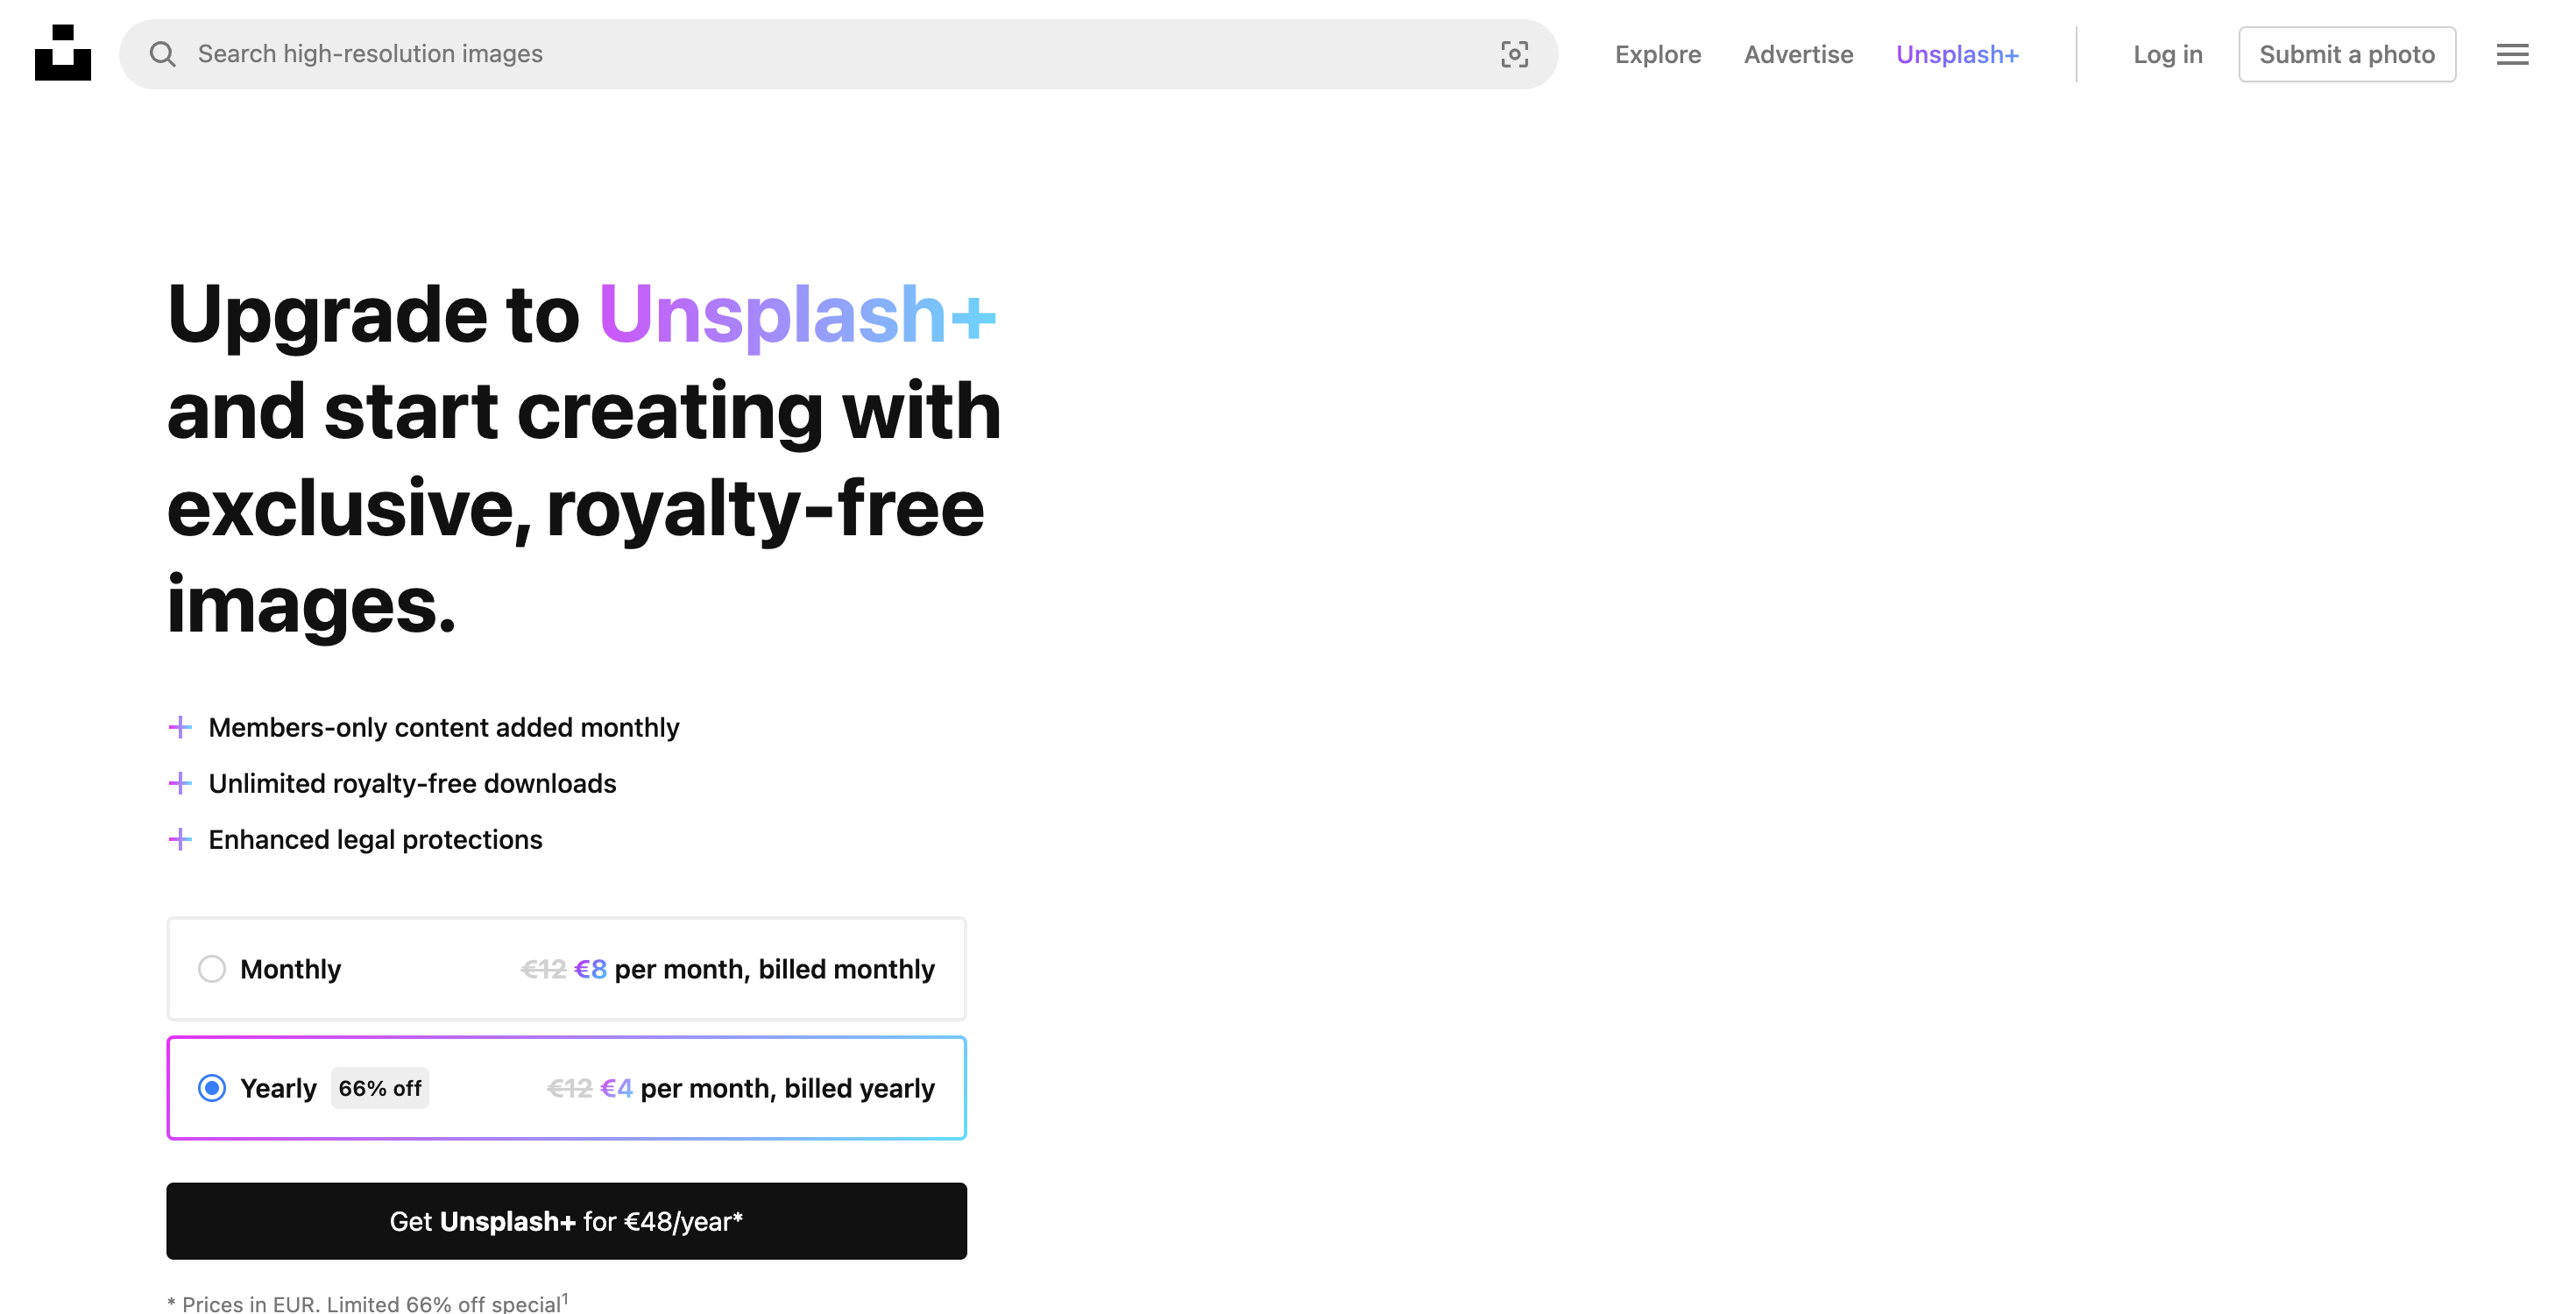 Search high-resolution images
Explore
Advertise
Unsplash+
Log in
Submit a photo
Upgrade to Unsplash+
and start creating with
exclusive, royalty-free
images.
Members-only content added monthly
Unlimited royalty-free downloads
Enhanced legal protections
Monthly €12 €8 per month, billed monthly
Yearly 66% off €12 €4 per month, billed yearly
Get Unsplash+ for €48/year*
* Prices in EUR. Limited 66% off special¹